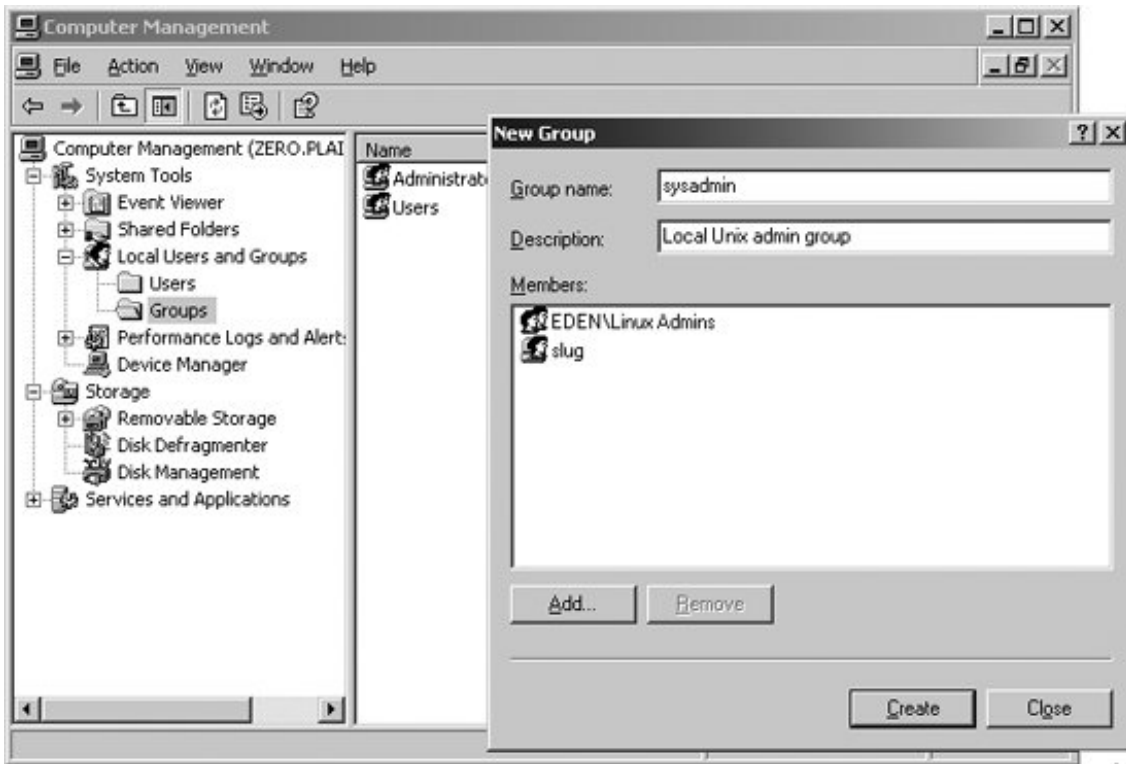 Computer Management
File Action View Window Help
Computer Management (ZERO.PLAI
System Tools
Event Viewer
Shared Folders
Local Users and Groups
Users
Groups
Performance Logs and Alert:
Device Manager
Storage
Removable Storage
Disk Defragmenter
Disk Management
Services and Applications
Name
Administrat
Users
New Group
Group name: sysadmin
Description: Local Unix admin group
Members:
EDEN\Linux Admins
slug
Add... Remove
Create Close